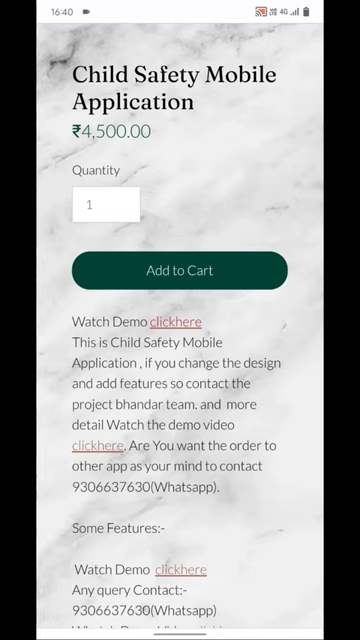 16:40
4G
Child Safety Mobile
Application
₹4,500.00
Quantity
1
Add to Cart
Watch Demo clickhere
This is Child Safety Mobile
Application , if you change the design
and add features so contact the
project bhandar team. and more
detail Watch the demo video
clickhere. Are You want the order to
other app as your mind to contact
9306637630(Whatsapp).
Some Features:-
Watch Demo clickhere
Any query Contact:-
9306637630(Whatsapp)